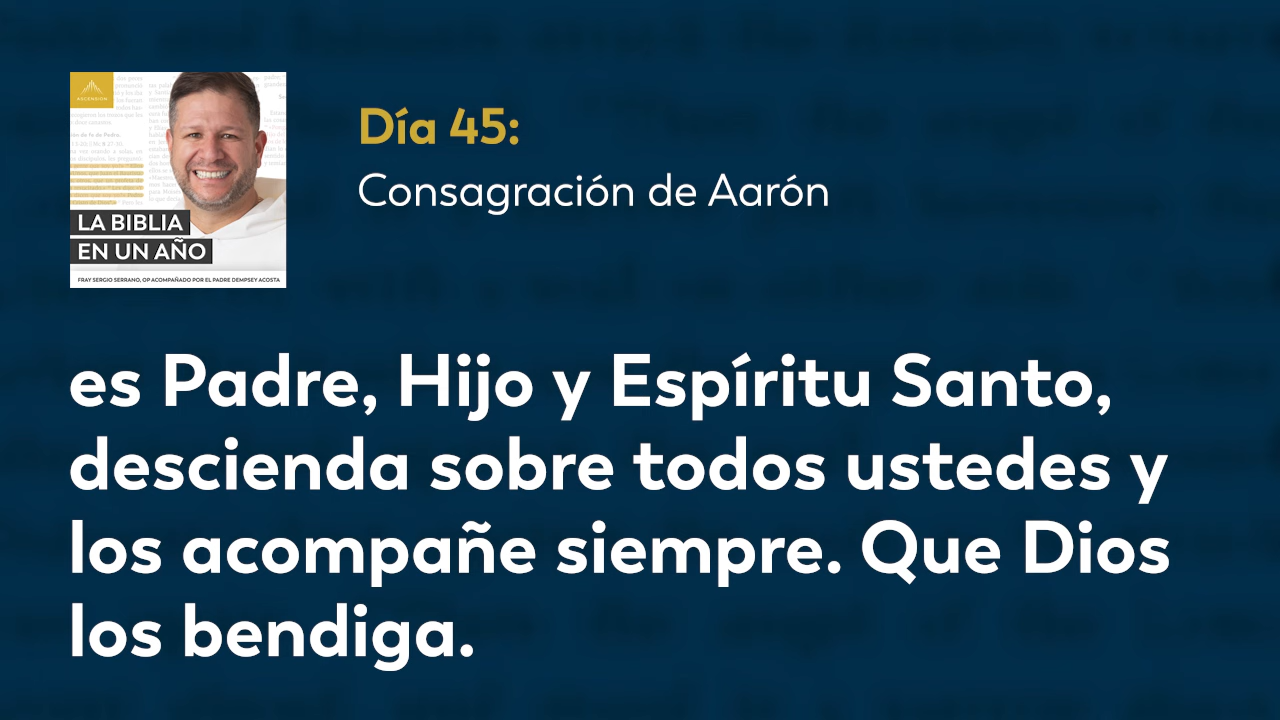 ASCENSION
LA BIBLIA
EN UN AÑO
FRAY SERGIO SERRANO, OP ACOMPAÑADO POR EL PADRE DEMPSEY ACOSTA
Día 45:
Consagración de Aarón
es Padre, Hijo y Espíritu Santo,
descienda sobre todos ustedes y
los acompañe siempre. Que Dios
los bendiga.